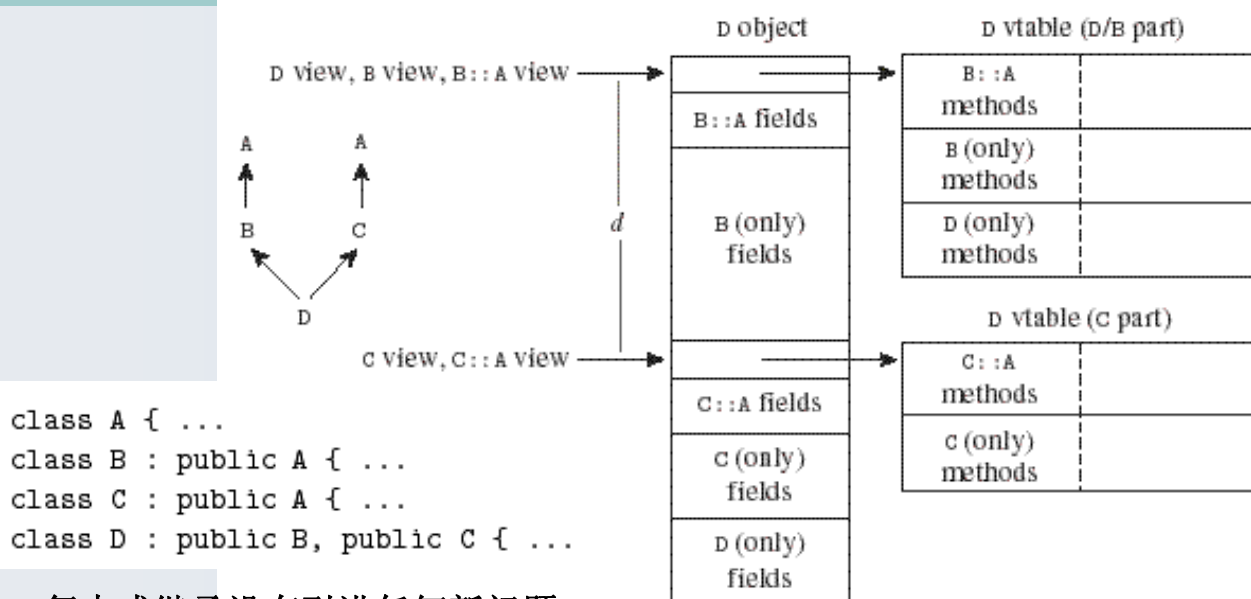 D object
D vtable (D/B part)
D view, B view, B::A view
B::A
methods
B::A fields
A
A
B (only)
methods
B
C
d
B (only)
fields
D (only)
methods
D
D vtable (C part)
C view, C::A view
C::A
methods
C::A fields
C (only)
methods
C (only)
fields
D (only)
fields
class A { ...
class B : public A { ...
class C : public A { ...
class D : public B, public C { ...